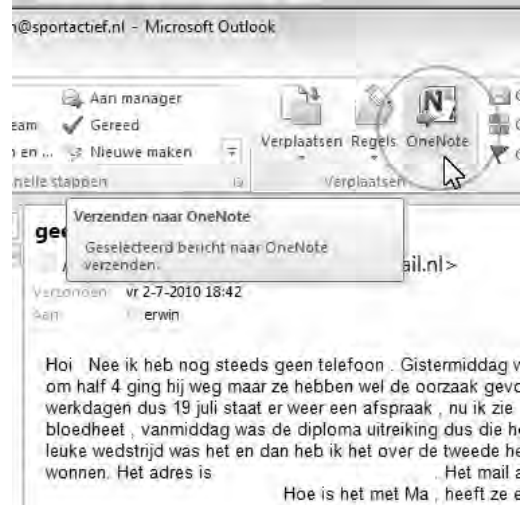 @sportactief.nl - Microsoft Outlook
Aan manager
eam Gereed
en ... Nieuwe maken
nelle stappen
Verplaatsen Regels OneNote
Verplaatsen
Verzenden naar OneNote
Geselecteerd bericht naar OneNote
verzenden.
gee
ail.nl>
Verzonden: vr 2-7-2010 18:42
Aan: erwin
Hoi Nee ik heb nog steeds geen telefoon . Gistermiddag
om half 4 ging hij weg maar ze hebben wel de oorzaak gevo
werkdagen dus 19 juli staat er weer een afspraak , nu ik zie
bloedheet , vanmiddag was de diploma uitreiking dus die
leuke wedstrijd was het en dan heb ik het over de tweede he
wonnen. Het adres is . Het mail a
Hoe is het met Ma , heeft ze e